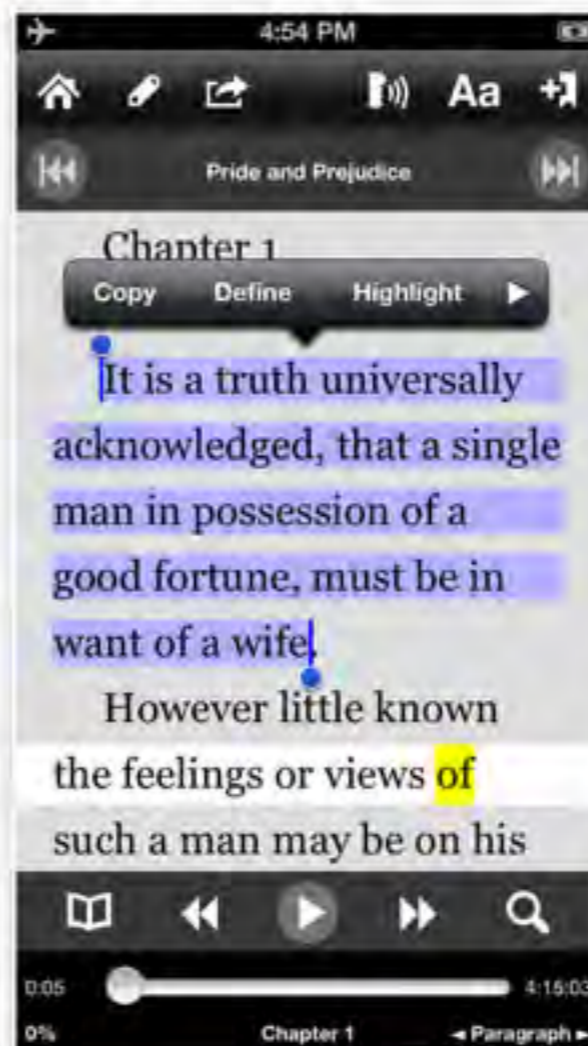 4:54 PM
Aa
Pride and Prejudice
Chapter 1
Copy Define Highlight
It is a truth universally
acknowledged, that a single
man in possession of a
good fortune, must be in
want of a wife.
However little known
the feelings or views of
such a man may be on his
0:05 4:15:03
0% Chapter 1 Paragraph